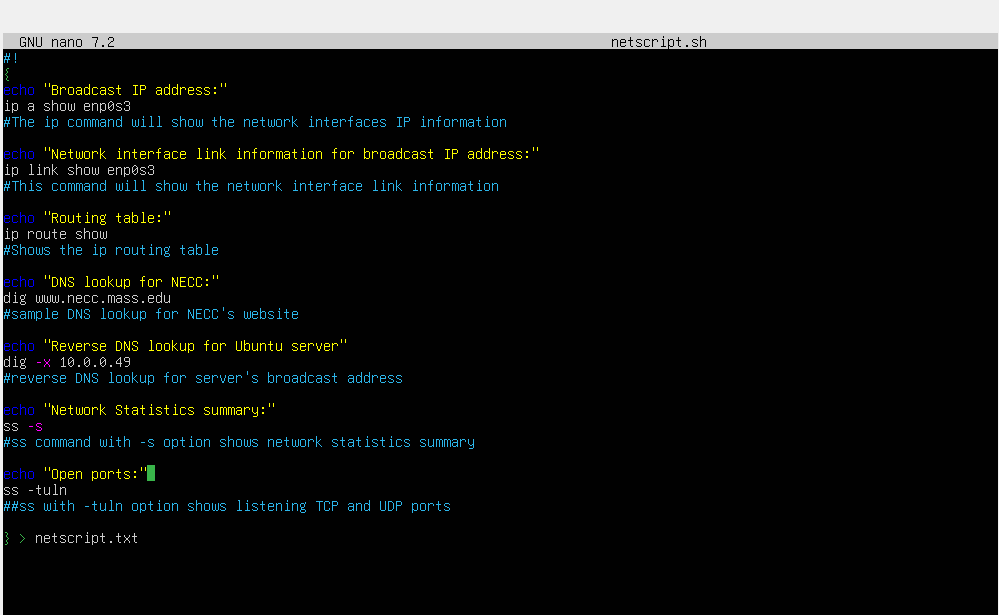 GNU nano 7.2 netscript.sh
#!
{
echo "Broadcast IP address:"
ip a show enp0s3
#The ip command will show the network interfaces IP information
echo "Network interface link information for broadcast IP address:"
ip link show enp0s3
#This command will show the network interface link information
echo "Routing table:"
ip route show
#Shows the ip routing table
echo "DNS lookup for NECC:"
dig www.necc.mass.edu
#sample DNS lookup for NECC's website
echo "Reverse DNS lookup for Ubuntu server"
dig -x 10.0.0.49
#reverse DNS lookup for server's broadcast address
echo "Network Statistics summary:"
ss -s
#ss command with -s option shows network statistics summary
echo "Open ports:"
ss -tuln
##ss with -tuln option shows listening TCP and UDP ports
} > netscript.txt